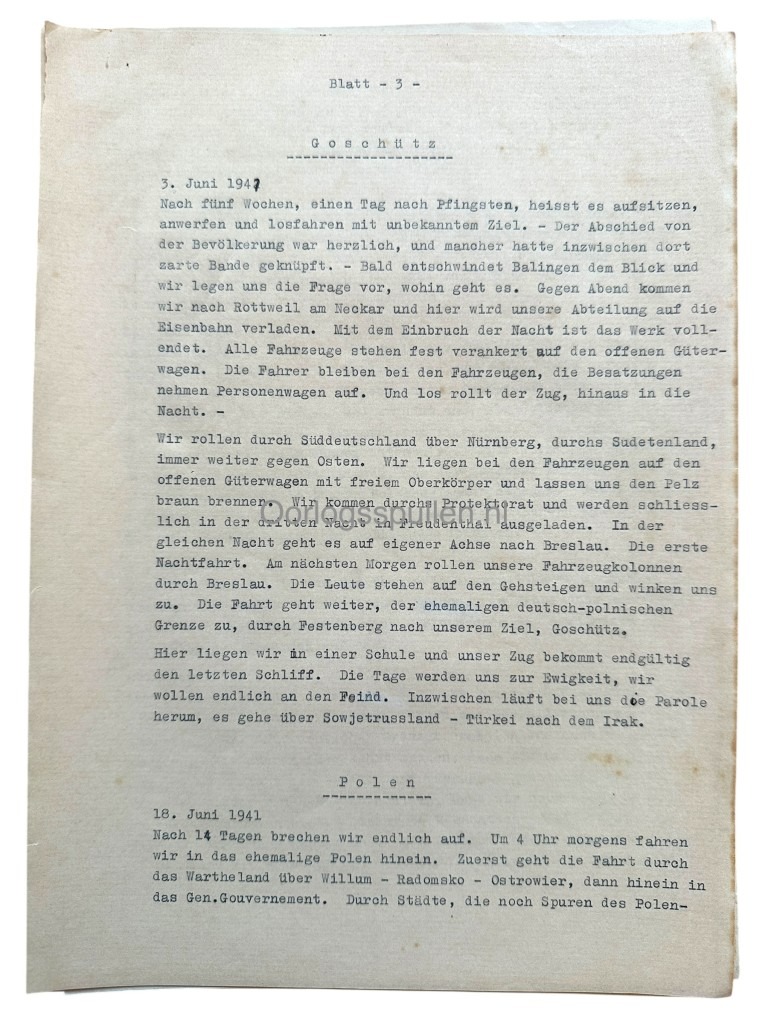 Blatt - 3 -
G o s c h ü t z
3. Juni 1941
Nach fünf Wochen, einen Tag nach Pfingsten, heisst es aufsitzen,
anwerfen und losfahren mit unbekanntem Ziel. - Der Abschied von
der Bevölkerung war herzlich, und mancher hatte inzwischen dort
zarte Bande geknüpft. - Bald entschwindet Balingen dem Blick und
wir legen uns die Frage vor, wohin geht es. Gegen Abend kommen
wir nach Rottweil am Neckar und hier wird unsere Abteilung auf die
Eisenbahn verladen. Mit dem Einbruch der Nacht ist das Werk voll-
endet. Alle Fahrzeuge stehen fest verankert auf den offenen Güter-
wagen. Die Fahrer bleiben bei den Fahrzeugen, die Besatzungen
nehmen Personenwagen auf. Und los rollt der Zug, hinaus in die
Nacht. -
Wir rollen durch Süddeutschland über Nürnberg, durchs Sudetenland,
immer weiter gegen Osten. Wir liegen bei den Fahrzeugen auf den
offenen Güterwagen mit freiem Oberkörper und lassen uns den Pelz
braun brennen. Wir kommen durchs Protektorat und werden schliess-
lich in der dritten Nacht in Freudenthal ausgeladen. In der
gleichen Nacht geht es auf eigener Achse nach Breslau. Die erste
Nachtfahrt. Am nächsten Morgen rollen unsere Fahrzeugkolonnen
durch Breslau. Die Leute stehen auf den Gehsteigen und winken uns
zu. Die Fahrt geht weiter, der ehemaligen deutsch-polnischen
Grenze zu, durch Festenberg nach unserem Ziel, Goschütz.
Hier liegen wir in einer Schule und unser Zug bekommt endgültig
den letzten Schliff. Die Tage werden uns zur Ewigkeit, wir
wollen endlich an den Feind. Inzwischen läuft bei uns die Parole
herum, es gehe über Sowjetrussland - Türkei nach dem Irak.
P o l e n
18. Juni 1941
Nach 14 Tagen brechen wir endlich auf. Um 4 Uhr morgens fahren
wir in das ehemalige Polen hinein. Zuerst geht die Fahrt durch
das Wartheland über Willum - Radomsko - Ostrowier, dann hinein in
das Gen.Gouvernement. Durch Städte, die noch Spuren des Polen-
Oorlogsspullen.nl